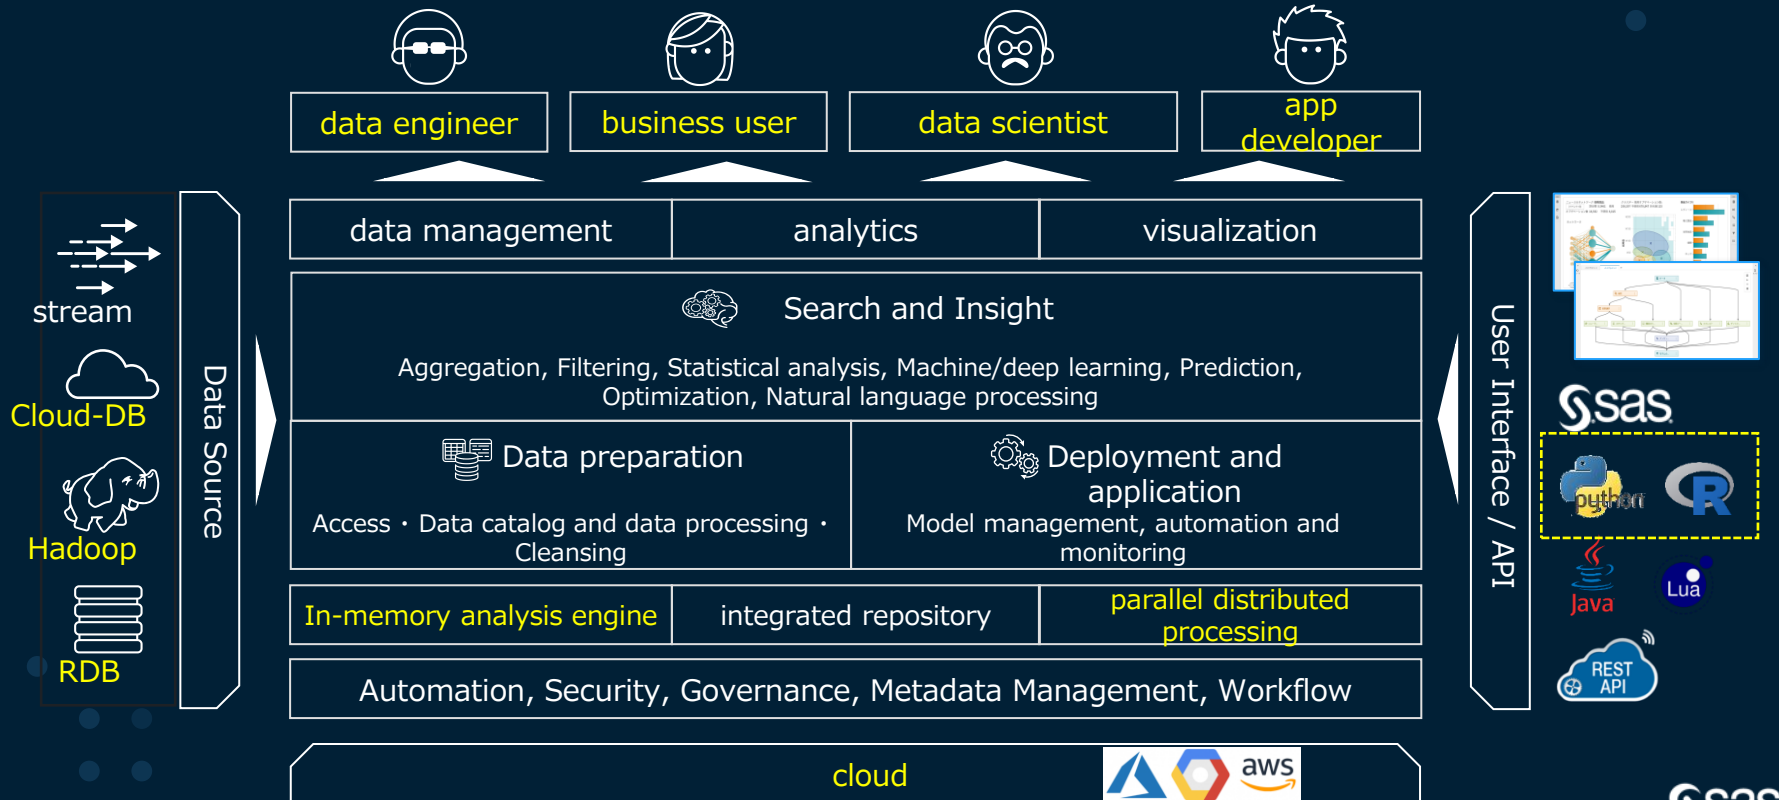 data engineer
business user
data scientist
app
developer
data management
analytics
visualization
stream
Cloud-DB
Hadoop
RDB
Data Source
Search and Insight
Aggregation, Filtering, Statistical analysis, Machine/deep learning, Prediction,
Optimization, Natural language processing
Data preparation
Access・Data catalog and data processing・
Cleansing
Deployment and
application
Model management, automation and
monitoring
In-memory analysis engine
integrated repository
parallel distributed
processing
Automation, Security, Governance, Metadata Management, Workflow
cloud
aws
User Interface / API
sas
python
R
Java
Lua
REST
API
sas